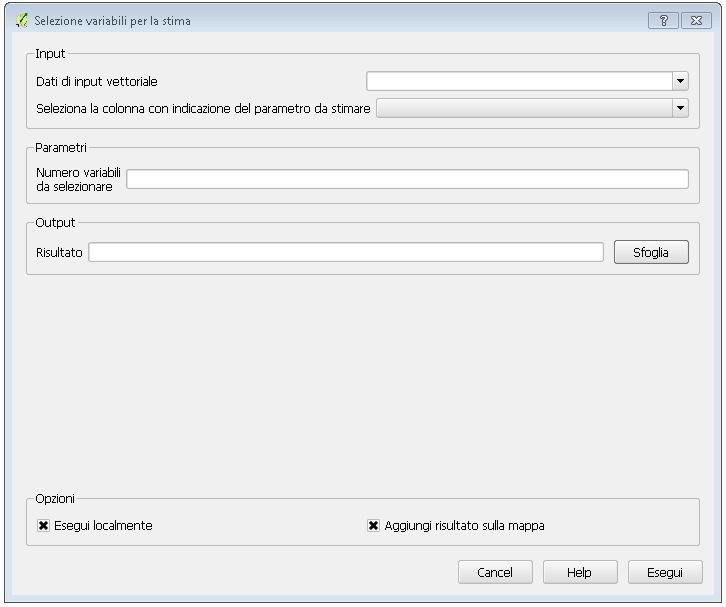 Selezione variabili per la stima
Input
Dati di input vettoriale
Seleziona la colonna con indicazione del parametro da stimare
Parametri
Numero variabili
da selezionare
Output
Risultato
Sfoglia
Opzioni
Esegui localmente
Aggiungi risultato sulla mappa
Cancel
Help
Esegui